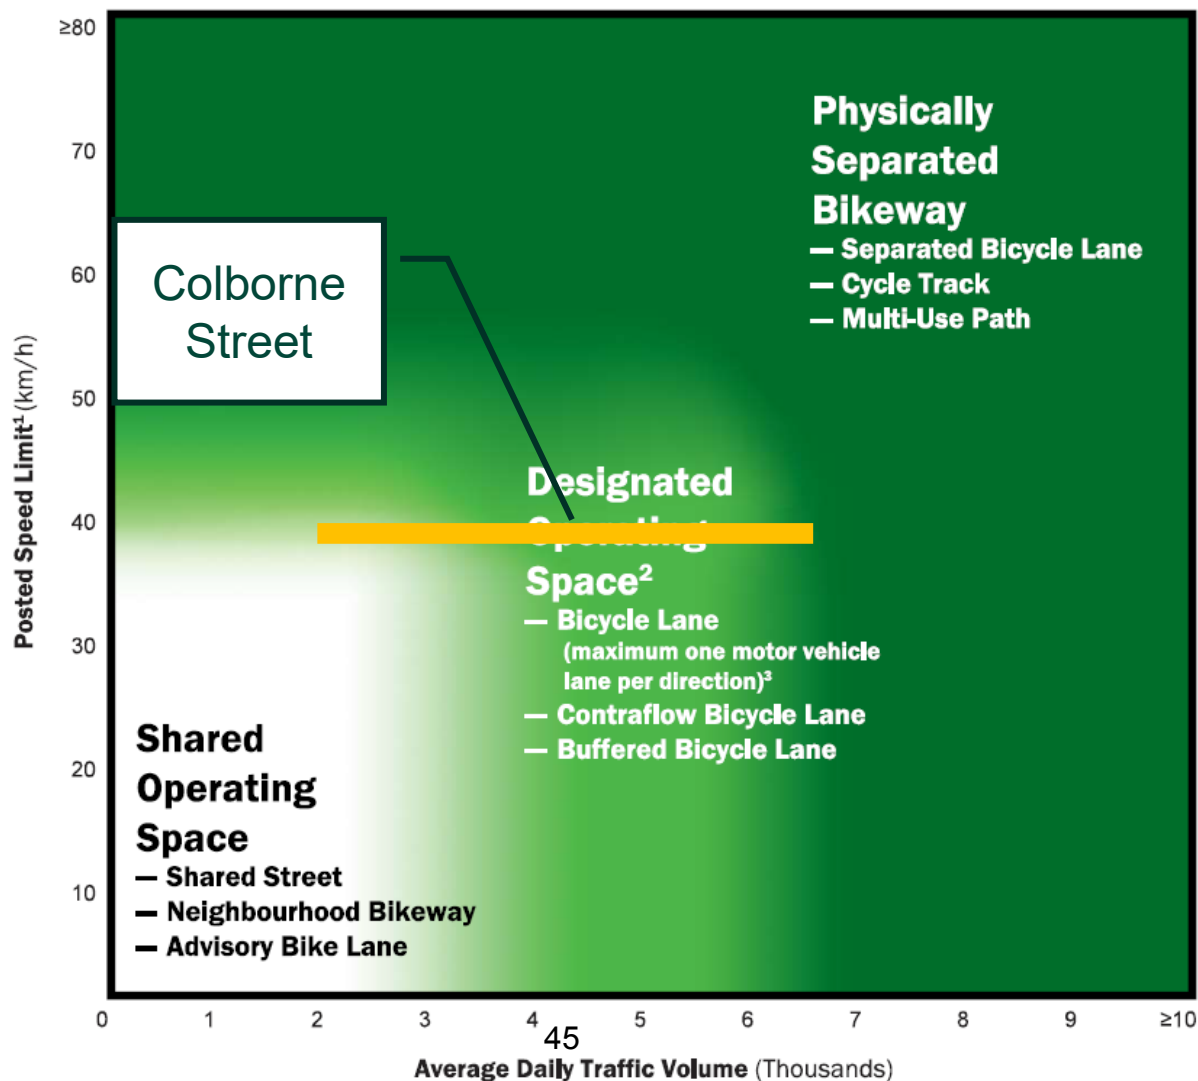 ≥80
70
60
50
40
30
20
10
Posted Speed Limit¹ (km/h)
Physically
Separated
Bikeway
— Separated Bicycle Lane
— Cycle Track
— Multi-Use Path
Colborne
Street
Designated
Operating
Space²
— Bicycle Lane
(maximum one motor vehicle
lane per direction)³
— Contraflow Bicycle Lane
— Buffered Bicycle Lane
Shared
Operating
Space
— Shared Street
— Neighbourhood Bikeway
— Advisory Bike Lane
0 1 2 3 4 5 6 7 8 9 ≥10
45
Average Daily Traffic Volume (Thousands)